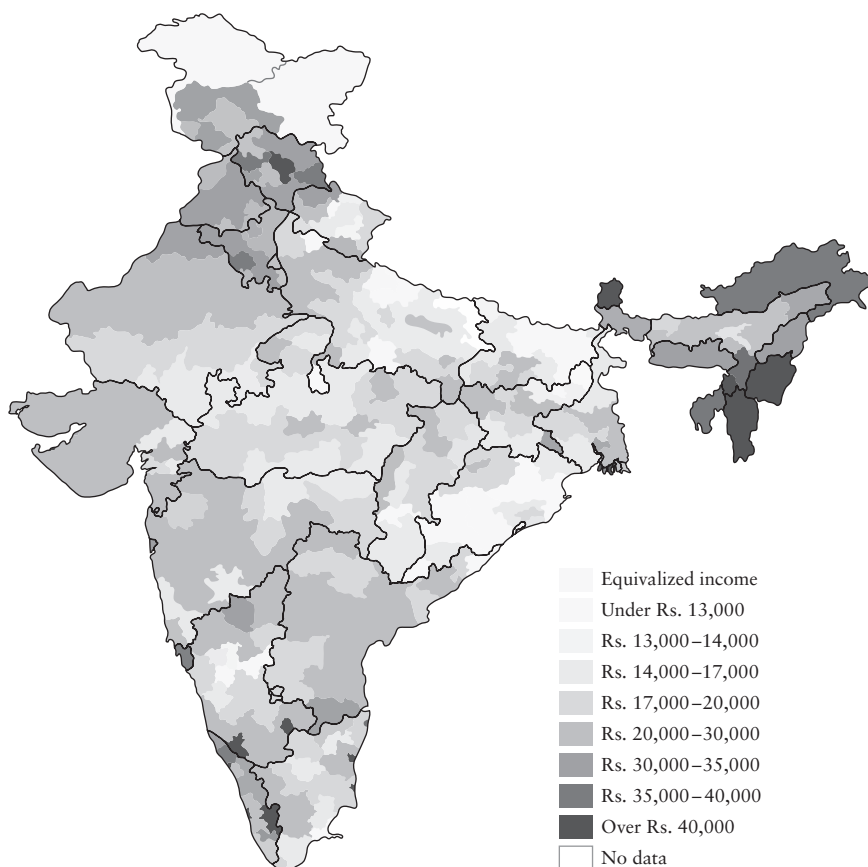 Equivalized income
Under Rs. 13,000
Rs. 13,000–14,000
Rs. 14,000–17,000
Rs. 17,000–20,000
Rs. 20,000–30,000
Rs. 30,000–35,000
Rs. 35,000–40,000
Over Rs. 40,000
No data